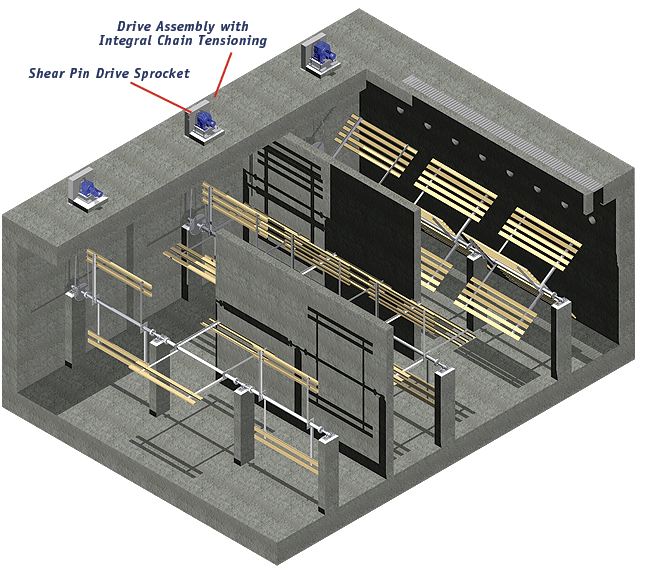 Drive Assembly with
Integral Chain Tensioning
Shear Pin Drive Sprocket